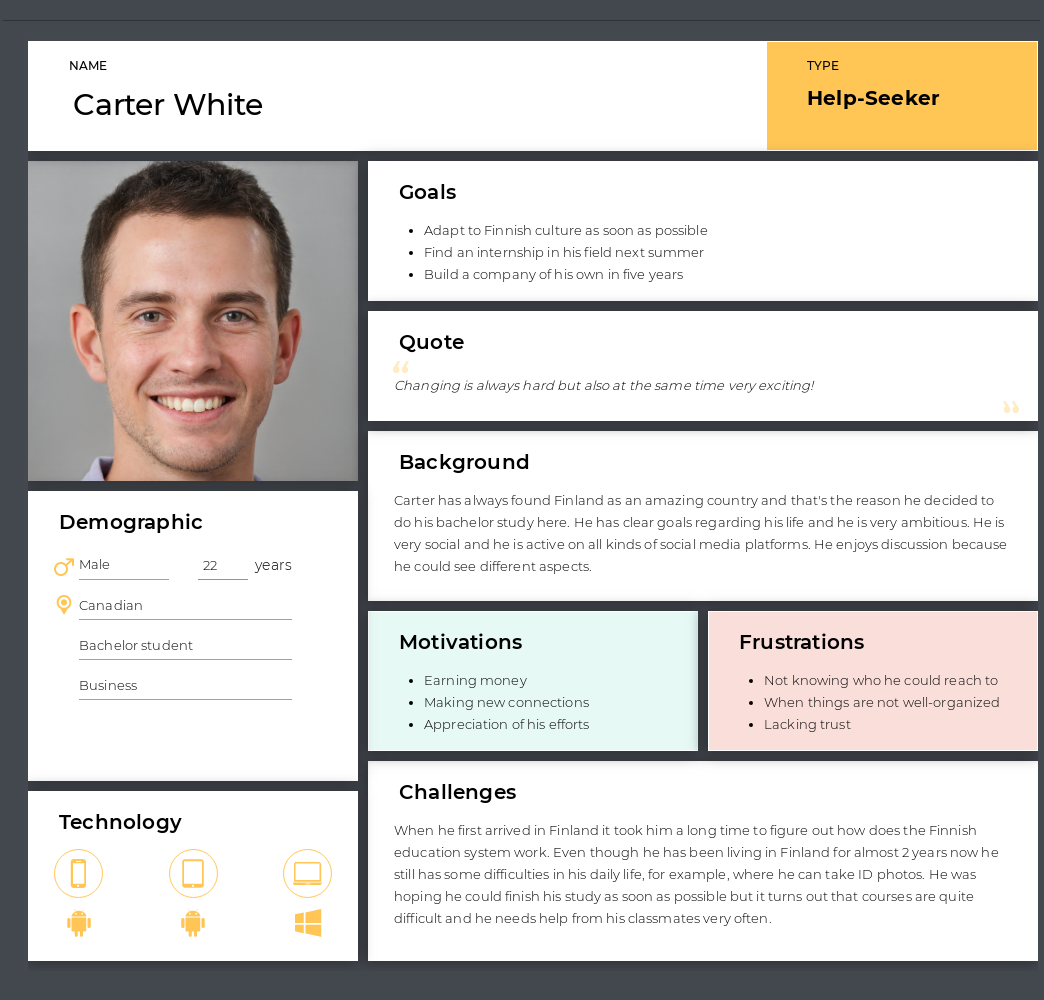 NAME
Carter White
TYPE
Help-Seeker
Goals
Adapt to Finnish culture as soon as possible
Find an internship in his field next summer
Build a company of his own in five years
Quote
“
Changing is always hard but also at the same time very exciting!
”
Background
Carter has always found Finland as an amazing country and that's the reason he decided to
do his bachelor study here. He has clear goals regarding his life and he is very ambitious. He is
very social and he is active on all kinds of social media platforms. He enjoys discussion because
he could see different aspects.
Demographic
Male 22 years
Canadian
Bachelor student
Business
Motivations
Earning money
Making new connections
Appreciation of his efforts
Frustrations
Not knowing who he could reach to
When things are not well-organized
Lacking trust
Technology
Challenges
When he first arrived in Finland it took him a long time to figure out how does the Finnish
education system work. Even though he has been living in Finland for almost 2 years now he
still has some difficulties in his daily life, for example, where he can take ID photos. He was
hoping he could finish his study as soon as possible but it turns out that courses are quite
difficult and he needs help from his classmates very often.